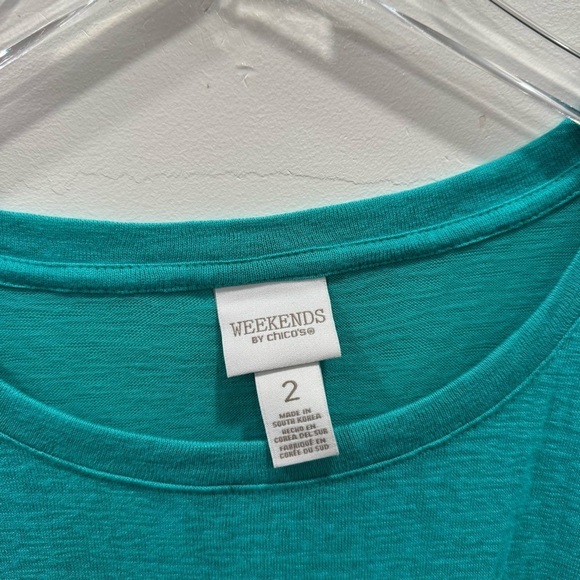 WEEKENDS
BY chico's®
2
MADE IN
SOUTH KOREA
HECHO EN
COREA DEL SUR
FABRIQUÉ EN
CORÉE DU SUD